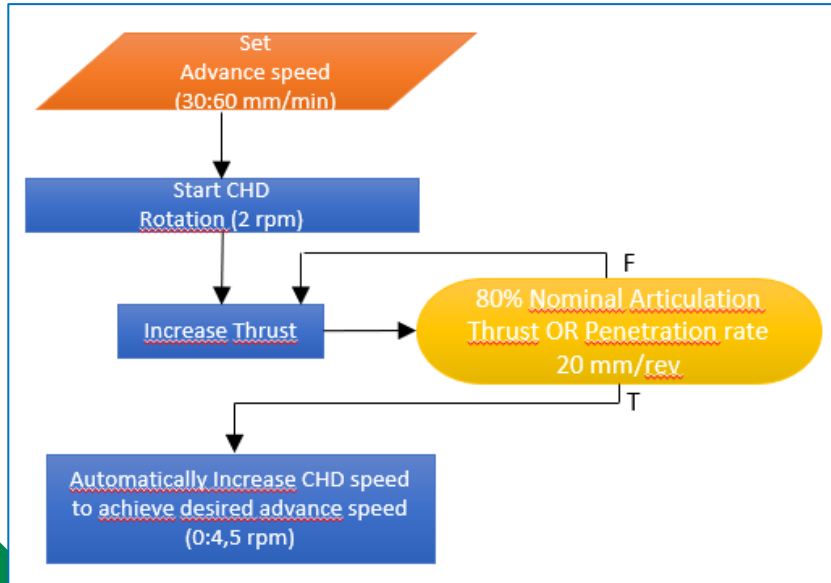 Set
Advance speed
(30:60 mm/min)
Start CHD
Rotation (2 rpm)
F
Increase Thrust
80% Nominal Articulation
Thrust OR Penetration rate
20 mm/rev
T
Automatically Increase CHD speed
to achieve desired advance speed
(0:4,5 rpm)